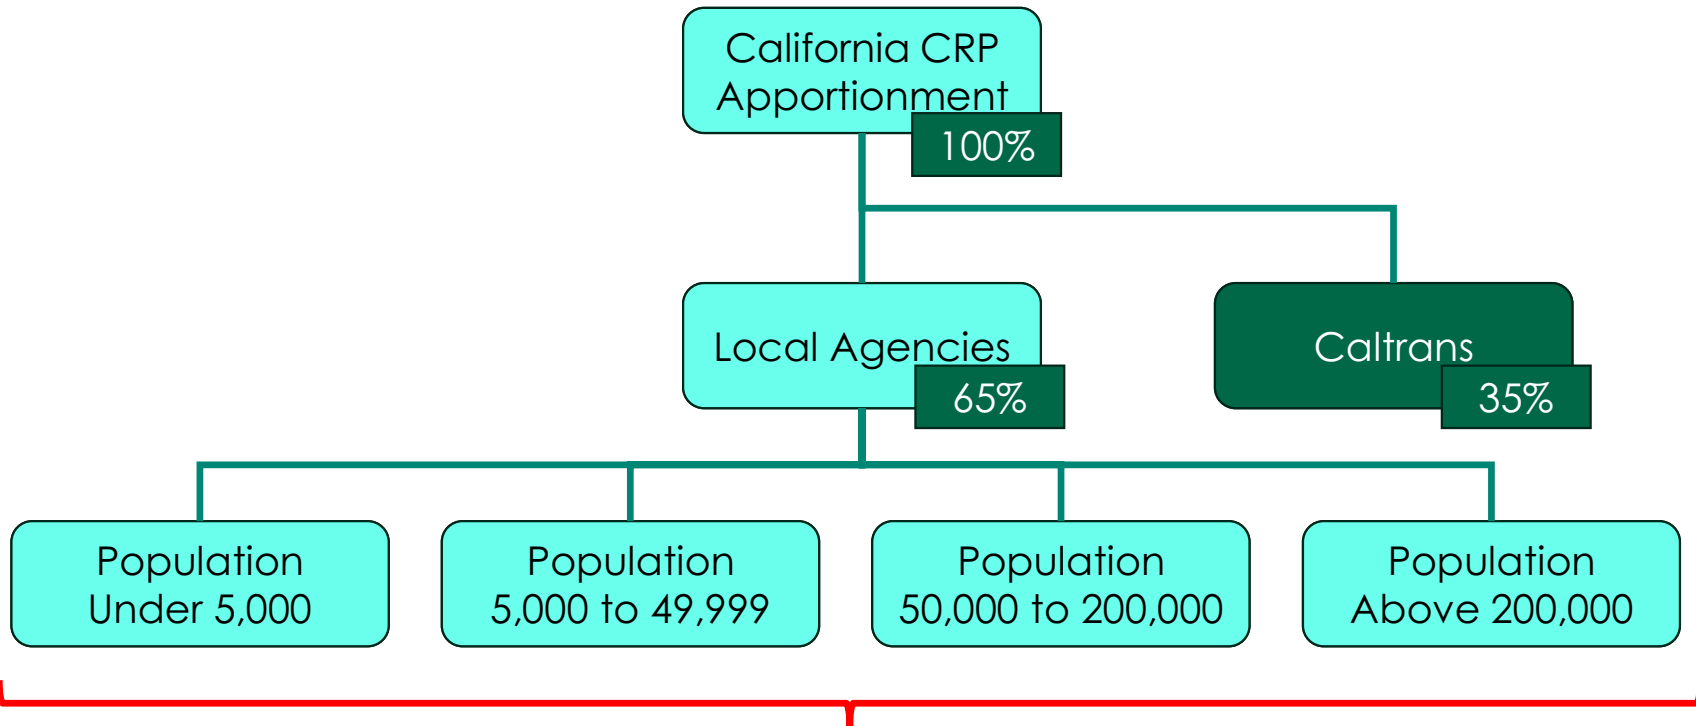 California CRP
Apportionment
100%
Local Agencies
65%
Caltrans
35%
Population
Under 5,000
Population
5,000 to 49,999
Population
50,000 to 200,000
Population
Above 200,000